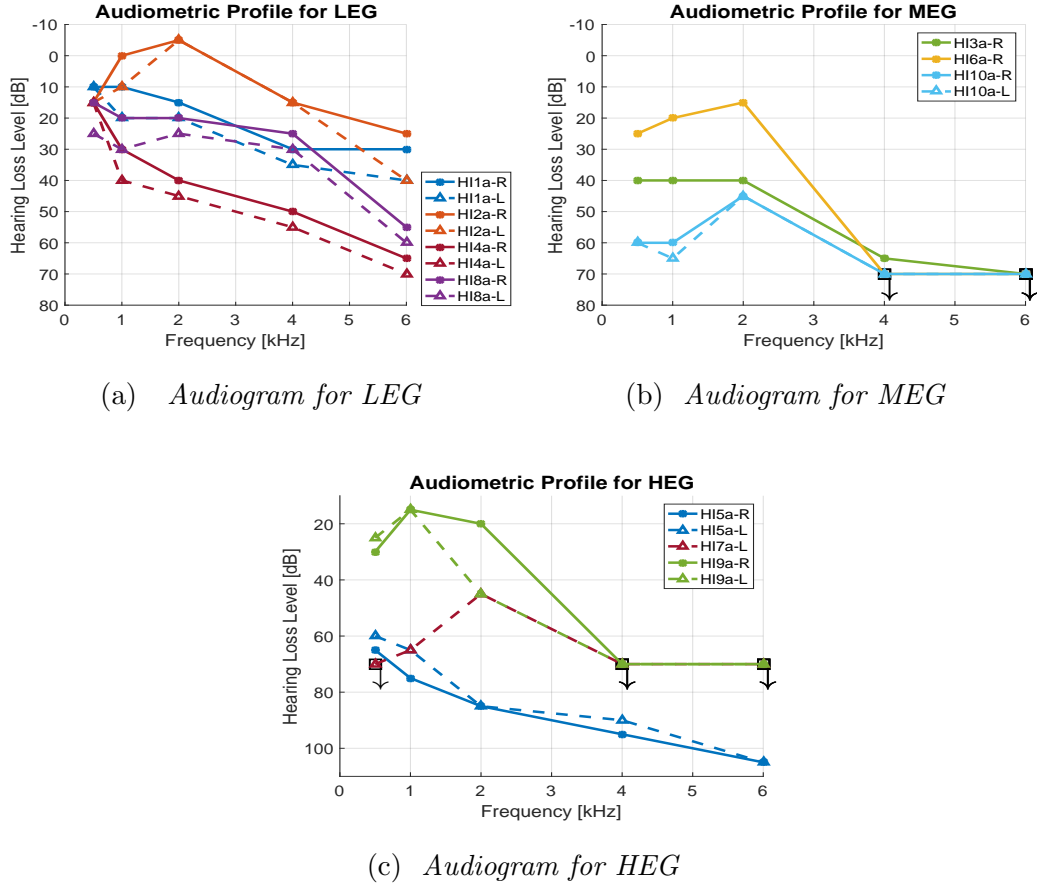 Audiometric Profile for LEG
Hearing Loss Level [dB]
-10
0
10
20
30
40
50
60
70
80
0
1
2
3
4
5
6
Frequency [kHz]
HI1a-R
HI1a-L
HI2a-R
HI2a-L
HI4a-R
HI4a-L
HI8a-R
HI8a-L
(a) Audiogram for LEG
Audiometric Profile for MEG
Hearing Loss Level [dB]
-10
0
10
20
30
40
50
60
70
80
0
1
2
3
4
5
6
Frequency [kHz]
HI3a-R
HI6a-R
HI10a-R
HI10a-L
(b) Audiogram for MEG
Audiometric Profile for HEG
Hearing Loss Level [dB]
20
40
60
80
100
0
1
2
3
4
5
6
Frequency [kHz]
HI5a-R
HI5a-L
HI7a-L
HI9a-R
HI9a-L
(c) Audiogram for HEG